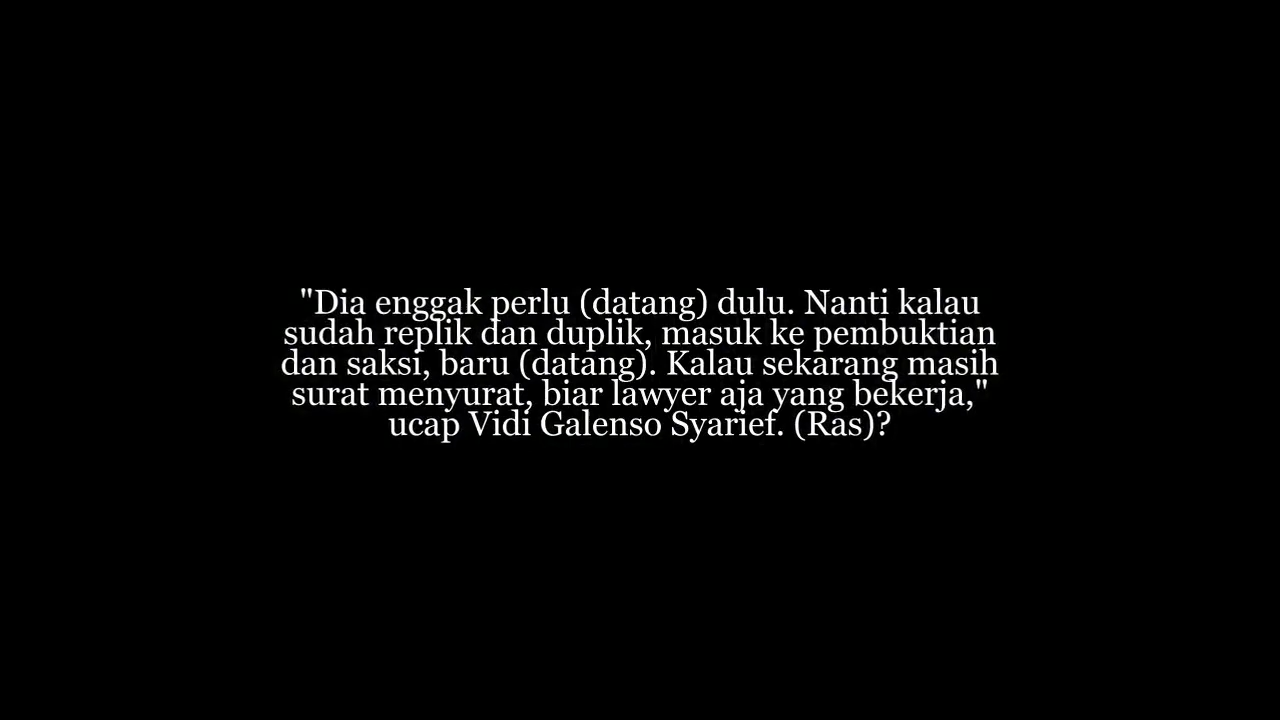 "Dia enggak perlu (datang) dulu. Nanti kalau
sudah replik dan duplik, masuk ke pembuktian
dan saksi, baru (datang). Kalau sekarang masih
surat menyurat, biar lawyer aja yang bekerja,"
ucap Vidi Galenso Syarief. (Ras)?